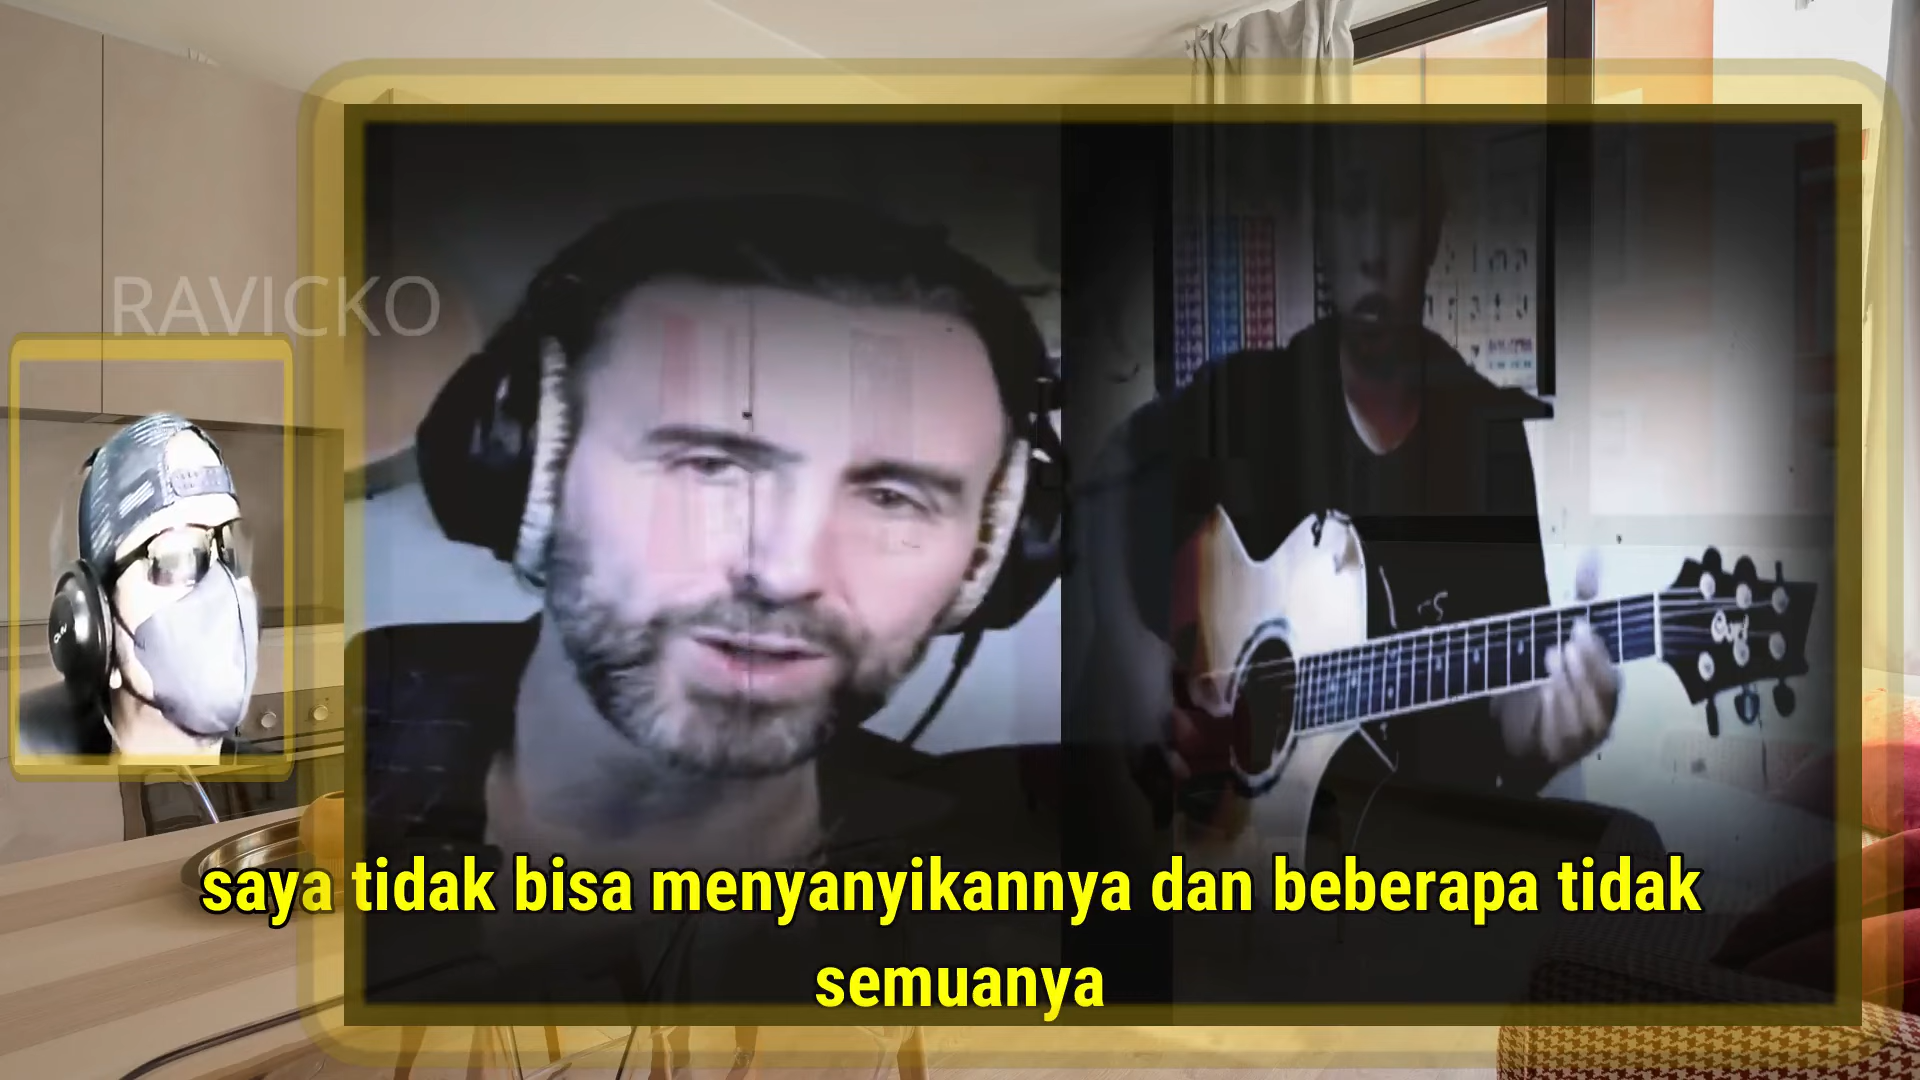 RAVICKO
saya tidak bisa menyanyikannya dan beberapa tidak
semuanya